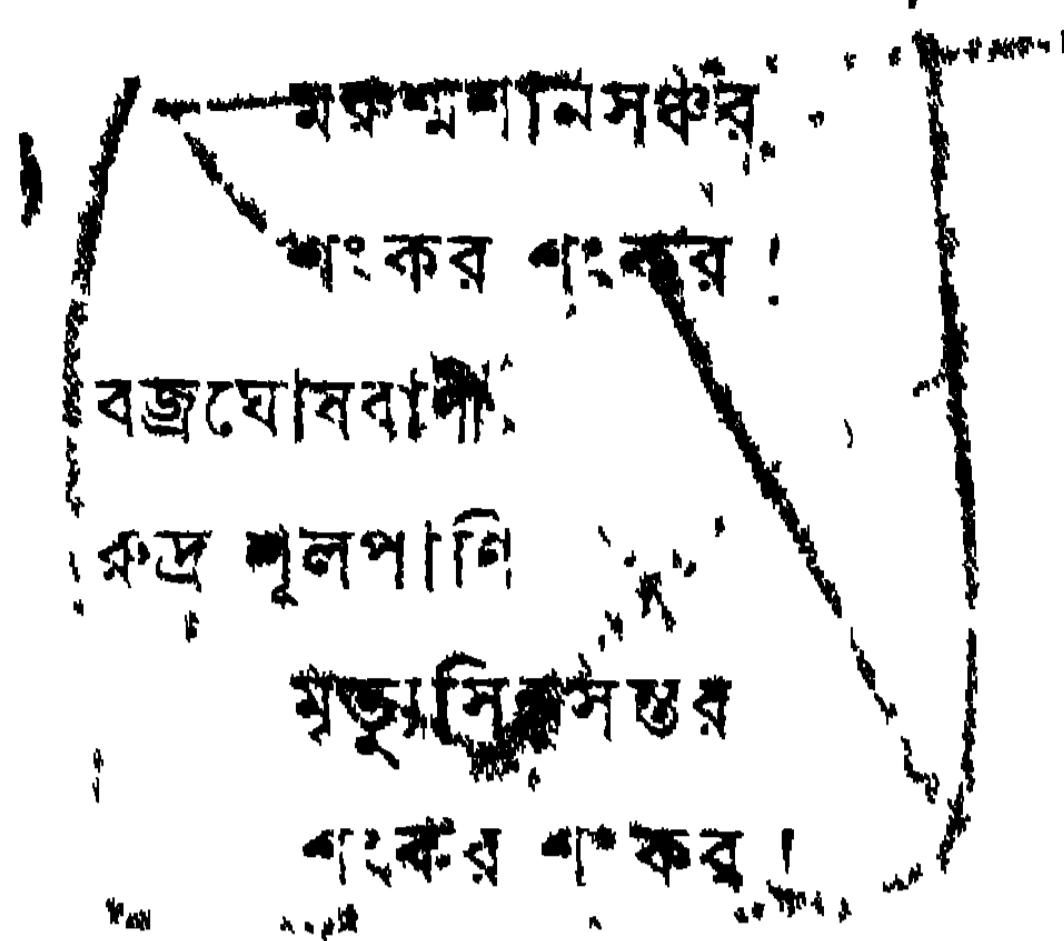 মরুশ্মশানসঞ্চর
শংকর শংকর !
বজ্রঘোষবাণী
রুদ্র শূলপাণি
মৃত্যুসিন্ধুসন্তর
শংকর শংকর !